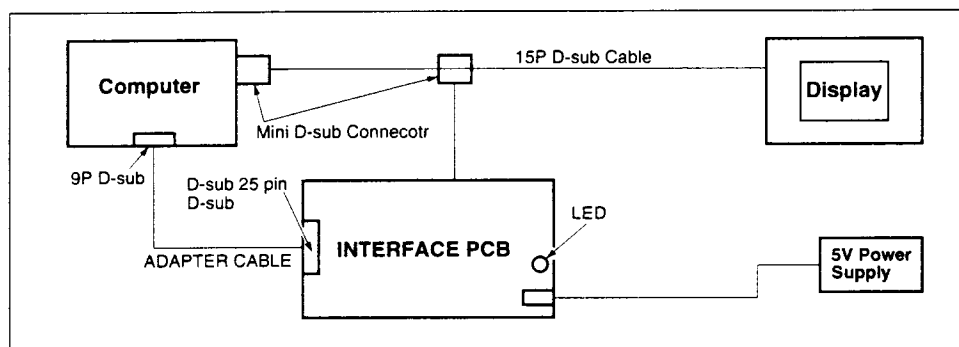 Computer
15P D-sub Cable
Display
Mini D-sub Connecotr
9P D-sub
D-sub 25 pin
D-sub
LED
INTERFACE PCB
ADAPTER CABLE
5V Power
Supply